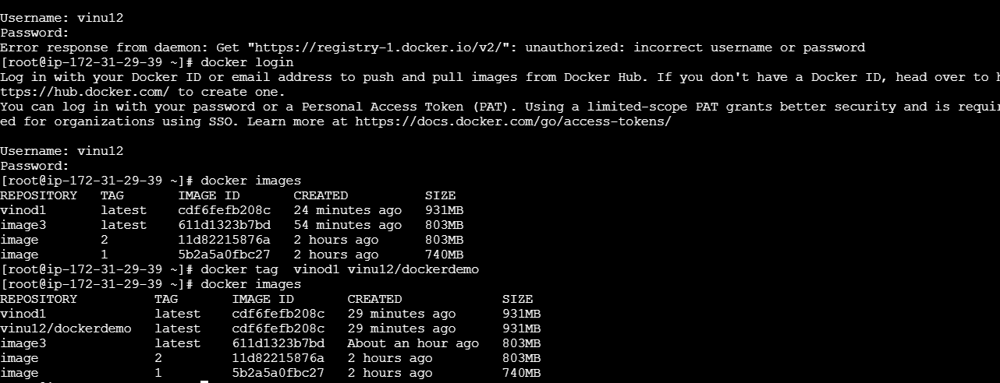 Username: vinu12
Password:
Error response from daemon: Get "https://registry-1.docker.io/v2/": unauthorized: incorrect username or password
[root@ip-172-31-29-39 ~]# docker login
Log in with your Docker ID or email address to push and pull images from Docker Hub. If you don't have a Docker ID, head over to h
ttps://hub.docker.com/ to create one.
You can log in with your password or a Personal Access Token (PAT). Using a limited-scope PAT grants better security and is requir
ed for organizations using SSO. Learn more at https://docs.docker.com/go/access-tokens/
Username: vinu12
Password:
[root@ip-172-31-29-39 ~]# docker images
REPOSITORY   TAG       IMAGE ID       CREATED          SIZE
vinod1       latest    cdf6fefb208c   24 minutes ago   931MB
image3       latest    611d1323b7bd   54 minutes ago   803MB
image        2         11d82215876a   2 hours ago      803MB
image        1         5b2a5a0fbc27   2 hours ago      740MB
[root@ip-172-31-29-39 ~]# docker tag  vinod1 vinu12/dockerdemo
[root@ip-172-31-29-39 ~]# docker images
REPOSITORY          TAG       IMAGE ID       CREATED             SIZE
vinod1              latest    cdf6fefb208c   29 minutes ago      931MB
vinu12/dockerdemo   latest    cdf6fefb208c   29 minutes ago      931MB
image3              latest    611d1323b7bd   About an hour ago   803MB
image               2         11d82215876a   2 hours ago         803MB
image               1         5b2a5a0fbc27   2 hours ago         740MB